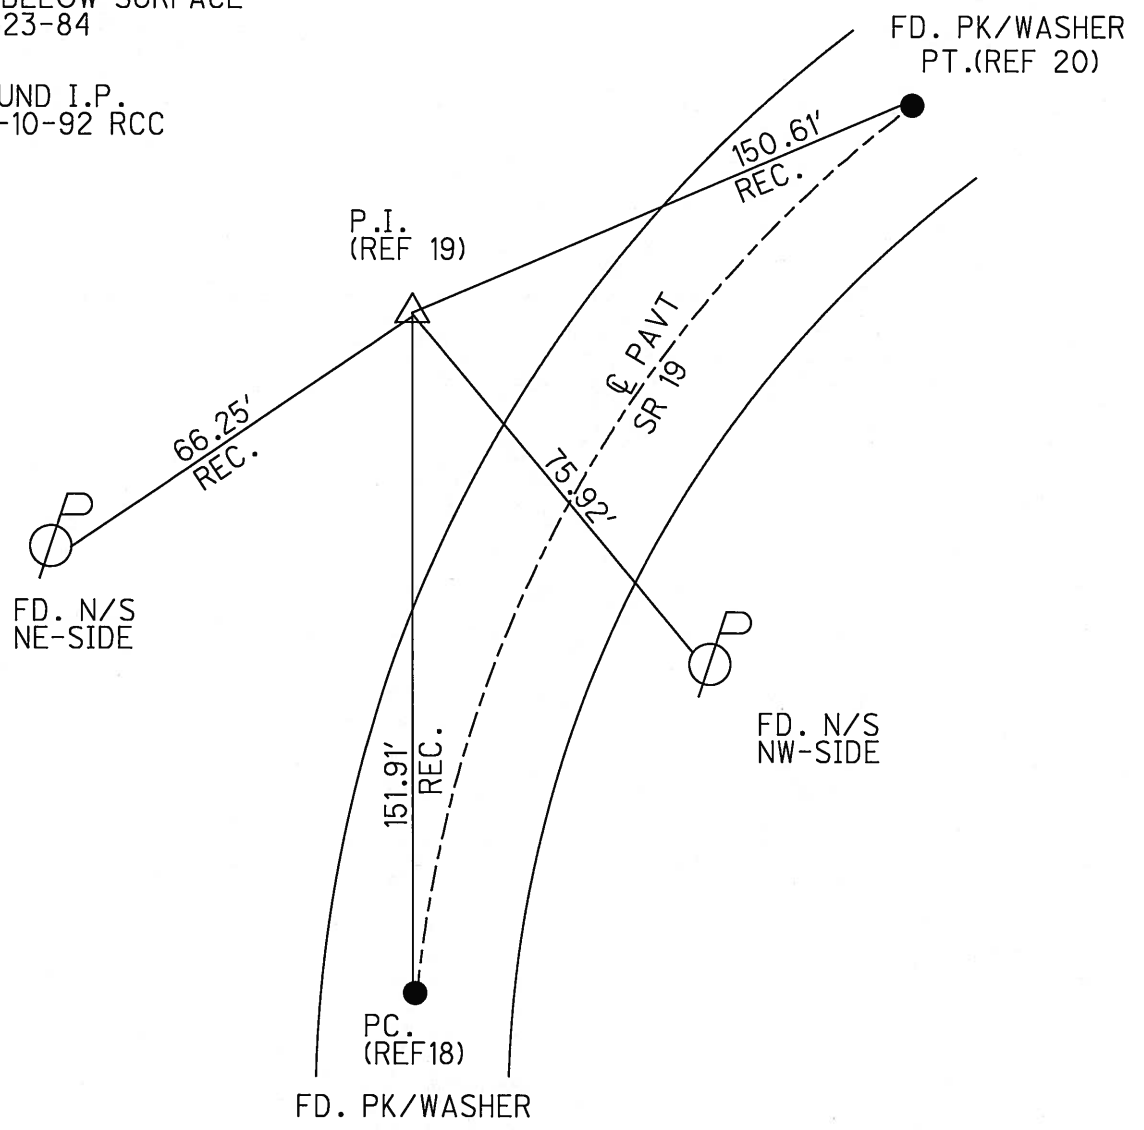 BELOW SURFACE
23-84
UND I.P.
-10-92 RCC
FD. PK/WASHER
PT.(REF 20)
150.61'
REC.
P.I.
(REF 19)
℄ PAVT
SR 19
66.25'
REC.
75.92'
FD. N/S
NE-SIDE
FD. N/S
NW-SIDE
151.91'
REC.
PC.
(REF18)
FD. PK/WASHER